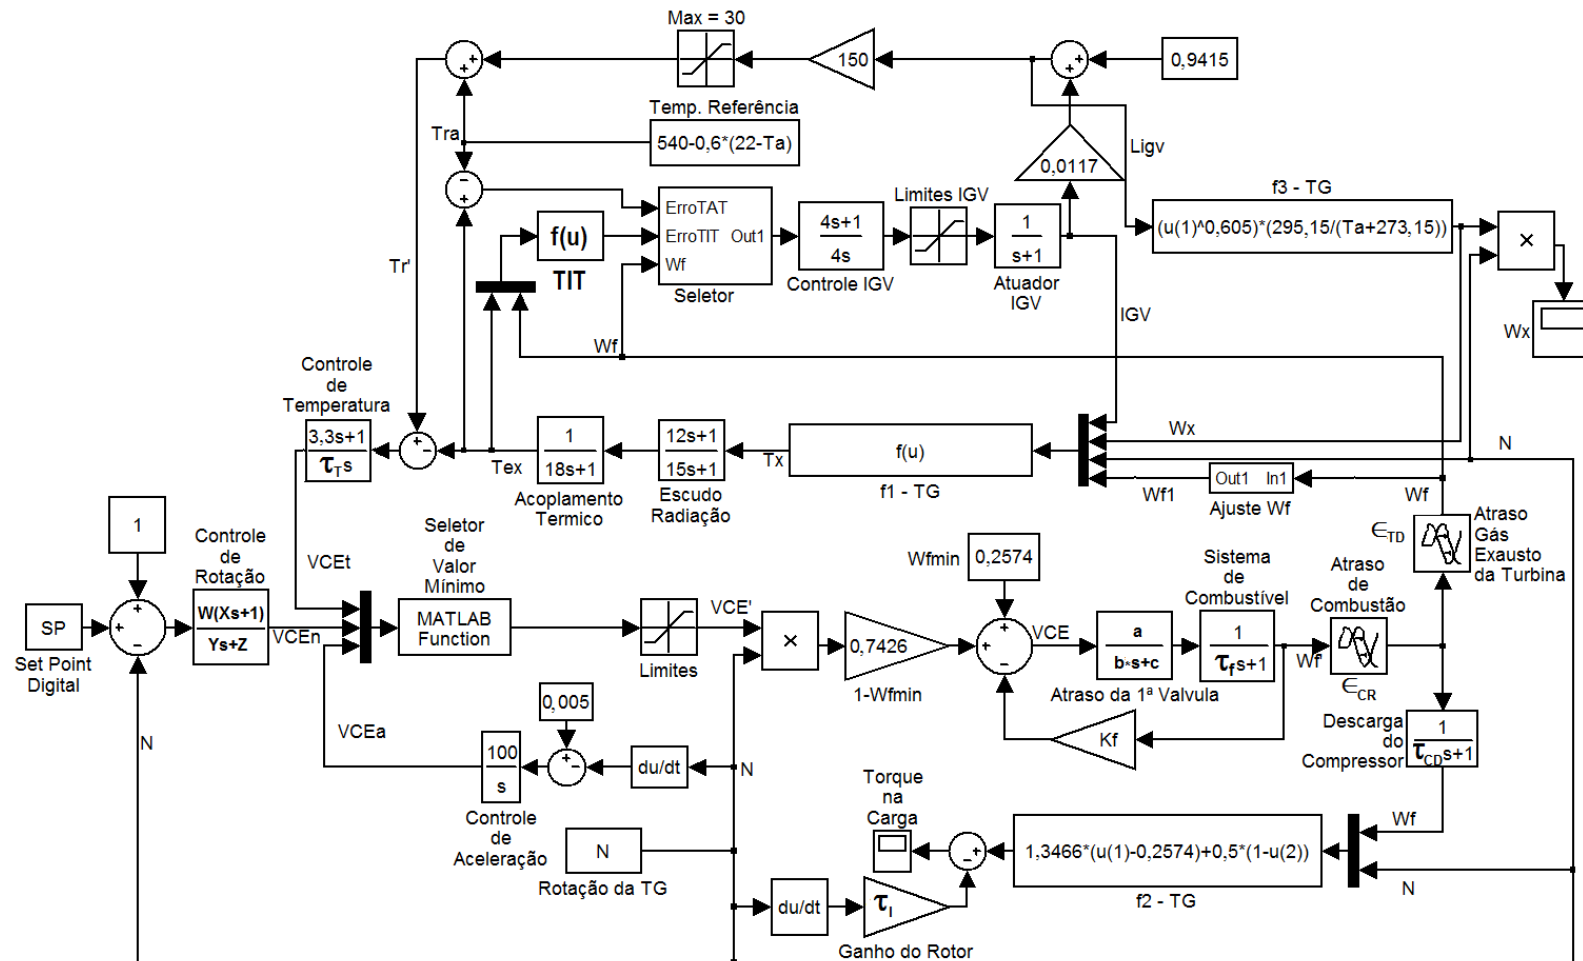 Max = 30
+
+
150
+
+
0,9415
Temp. Referência
540-0,6*(22-Ta)
Tra
0,0117
Ligv
f3 - TG
(u(1)^0,605)*(295,15/(Ta+273,15))
×
Wx
-
+
ErroTAT
ErroTIT Out1
Wf
Seletor
f(u)
TIT
4s+1
4s
Controle IGV
Limites IGV
1
s+1
Atuador
IGV
IGV
Tr'
Wf
Controle
de
Temperatura
3,3s+1
τTs
+
-
Tex
1
18s+1
Acoplamento
Termico
12s+1
15s+1
Escudo
Radiação
Tx
f(u)
f1 - TG
Wx
N
Wf1
Out1 In1
Ajuste Wf
Wf
∈TD
Atraso
Gás
Exausto
da Turbina
1
Controle
de
Rotação
W(Xs+1)
Ys+Z
VCEt
VCEn
SP
Set Point
Digital
+
+
-
N
Seletor
de
Valor
Mínimo
MATLAB
Function
Limites
VCE'
×
0,7426
1-Wfmin
Wfmin
0,2574
+
+
-
VCE
a
b*s+c
Atraso da 1ª Valvula
Sistema
de
Combustível
1
τfs+1
Wf'
Atraso
de
Combustão
∈CR
Kf
Descarga
do
Compressor
1
τCDs+1
VCEa
0,005
100
s
+
-
du/dt
N
Controle
de
Aceleração
N
Rotação da TG
Torque
na
Carga
-
+
1,3466*(u(1)-0,2574)+0,5*(1-u(2))
f2 - TG
Wf
N
du/dt
τI
Ganho do Rotor